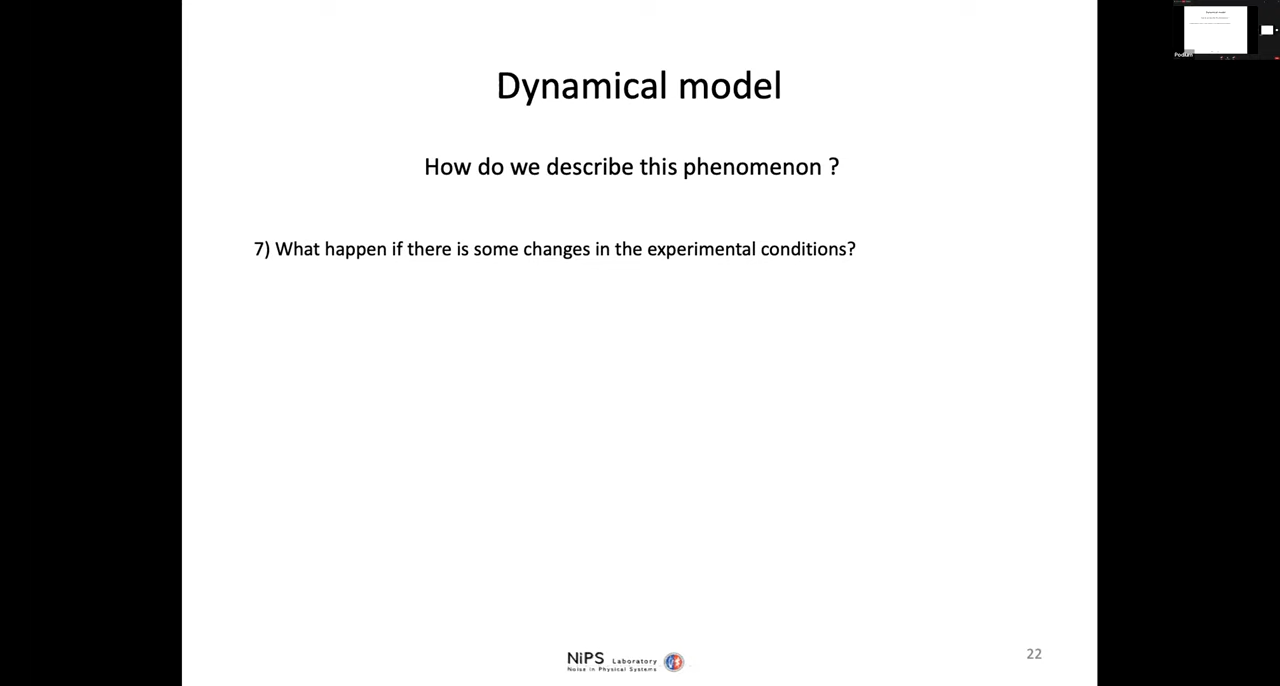 Dynamical model
How do we describe this phenomenon ?
7) What happen if there is some changes in the experimental conditions?
NiPS Laboratory
Noise in Physical Systems
22
Podium